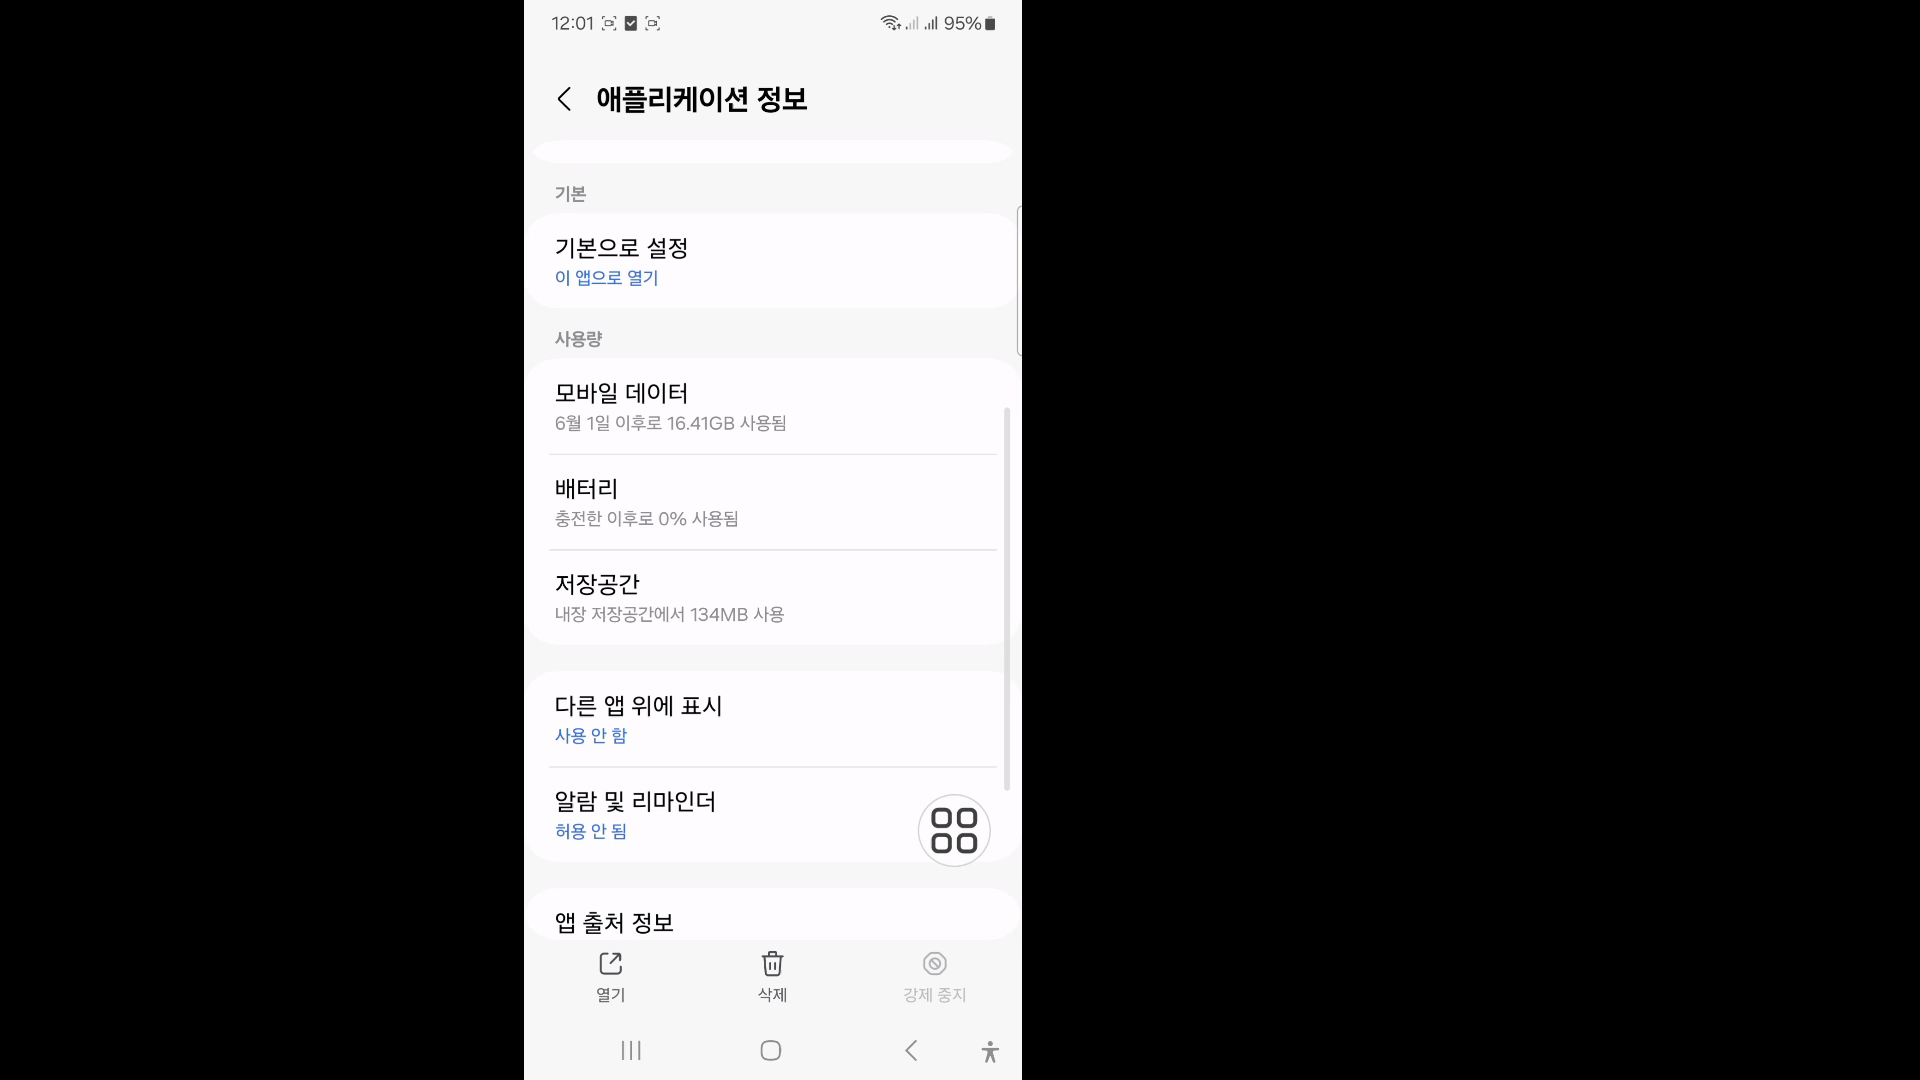 12:01
95%
애플리케이션 정보
기본
기본으로 설정
이 앱으로 열기
사용량
모바일 데이터
6월 1일 이후로 16.41GB 사용됨
배터리
충전한 이후로 0% 사용됨
저장공간
내장 저장공간에서 134MB 사용
다른 앱 위에 표시
사용 안 함
알람 및 리마인더
허용 안 됨
앱 출처 정보
열기
삭제
강제 중지